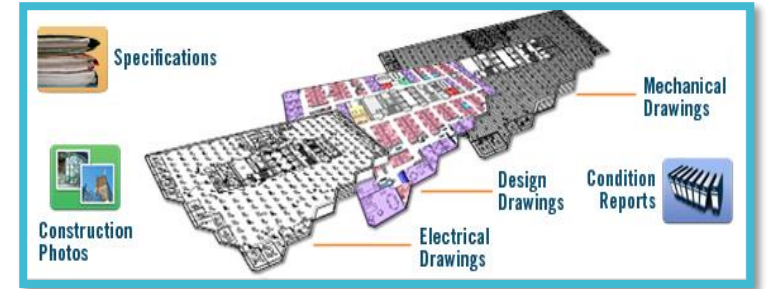 Specifications
Mechanical
Drawings
Design
Drawings
Condition
Reports
Construction
Photos
Electrical
Drawings